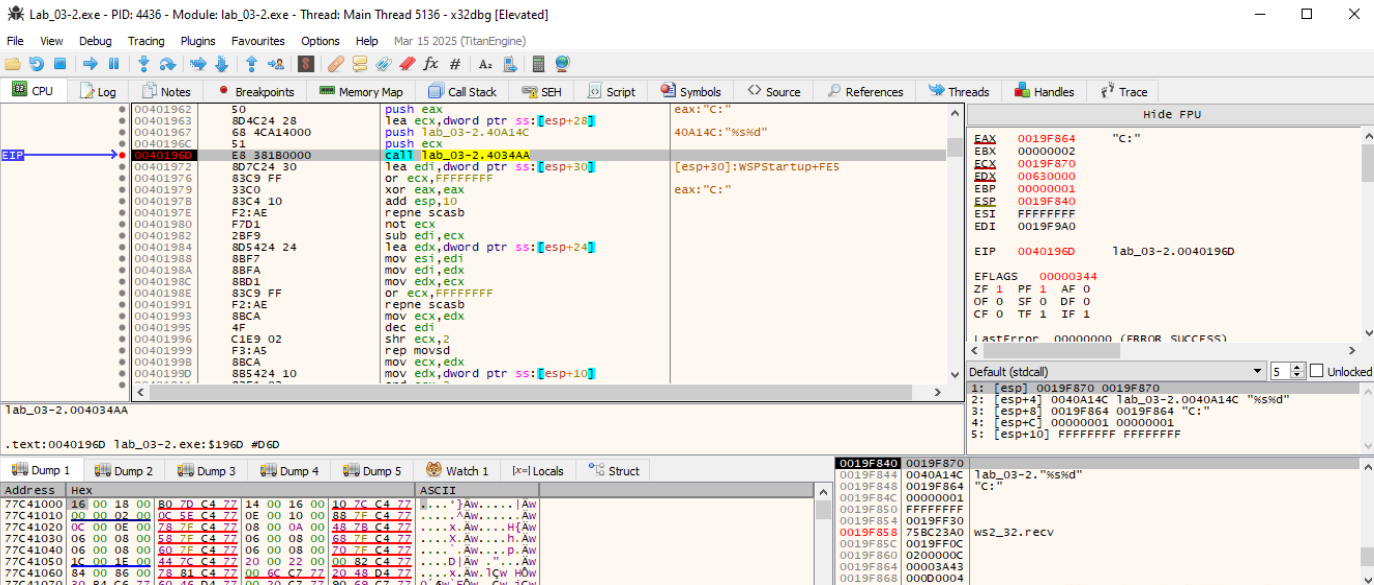 Lab_03-2.exe - PID: 4436 - Module: lab_03-2.exe - Thread: Main Thread 5136 - x32dbg [Elevated]
File View Debug Tracing Plugins Favourites Options Help Mar 15 2025 (TitanEngine)
CPU Log Notes Breakpoints Memory Map Call Stack SEH Script Symbols Source References Threads Handles Trace
00401962 50 push eax eax:"C:"
00401963 8D4C24 28 lea ecx,dword ptr ss:[esp+28]
00401967 68 4CA14000 push lab_03-2.40A14C 40A14C:"%s%d"
0040196C 51 push ecx
EIP 0040196D E8 381B0000 call lab_03-2.4034AA
00401972 8D7C24 30 lea edi,dword ptr ss:[esp+30] [esp+30]:WSPStartup+FE5
00401976 83C9 FF or ecx,FFFFFFFF
00401979 33C0 xor eax,eax eax:"C:"
0040197B 83C4 10 add esp,10
0040197E F2:AE repne scasb
00401980 F7D1 not ecx
00401982 2BF9 sub edi,ecx
00401984 8D5424 24 lea edx,dword ptr ss:[esp+24]
00401988 8BF7 mov esi,edi
0040198A 8BFA mov edi,edx
0040198C 8BD1 mov edx,ecx
0040198E 83C9 FF or ecx,FFFFFFFF
00401991 F2:AE repne scasb
00401993 8BCA mov ecx,edx
00401995 4F dec edi
00401996 C1E9 02 shr ecx,2
00401999 F3:A5 rep movsd
0040199B 8BCA mov ecx,edx
0040199D 8B5424 10 mov edx,dword ptr ss:[esp+10]
Hide FPU
EAX 0019F864 "C:"
EBX 00000002
ECX 0019F870
EDX 00630000
EBP 00000001
ESP 0019F840
ESI FFFFFFFF
EDI 0019F9A0
EIP 0040196D lab_03-2.0040196D
EFLAGS 00000344
ZF 1 PF 1 AF 0
OF 0 SF 0 DF 0
CF 0 TF 1 IF 1
LastError 00000000 (ERROR_SUCCESS)
Default (stdcall) 5 Unlocked
1: [esp] 0019F870 0019F870
2: [esp+4] 0040A14C lab_03-2.0040A14C "%s%d"
3: [esp+8] 0019F864 0019F864 "C:"
4: [esp+C] 00000001 00000001
5: [esp+10] FFFFFFFF FFFFFFFF
lab_03-2.004034AA
.text:0040196D lab_03-2.exe:$196D #D6D
Dump 1 Dump 2 Dump 3 Dump 4 Dump 5 Watch 1 [x=] Locals Struct
Address Hex ASCII
77C41000 16 00 18 00 B0 7D C4 77 14 00 16 00 10 7C C4 77 ....°}Äw.....|Äw
77C41010 00 00 02 00 0C 5E C4 77 0E 00 10 00 88 7F C4 77 .....^Äw......Äw
77C41020 0C 00 0E 00 78 7F C4 77 08 00 0A 00 48 7B C4 77 ....x.Äw....H{Äw
77C41030 06 00 08 00 58 7F C4 77 06 00 08 00 68 7F C4 77 ....X.Äw....h.Äw
77C41040 06 00 08 00 60 7F C4 77 06 00 08 00 70 7F C4 77 ....`.Äw....p.Äw
77C41050 1C 00 1E 00 44 7C C4 77 20 00 22 00 00 82 C4 77 ....D|Äw ."...Äw
77C41060 84 00 86 00 78 81 C4 77 00 6C C7 77 20 48 D4 77 ....x.Äw.lÇw HÔw
0019F840 0019F870
0019F844 0040A14C lab_03-2."%s%d"
0019F848 0019F864 "C:"
0019F84C 00000001
0019F850 FFFFFFFF
0019F854 0019FF30
0019F858 75BC23A0 ws2_32.recv
0019F85C 0019FF0C
0019F860 0200000C
0019F864 00003A43
0019F868 000D0004